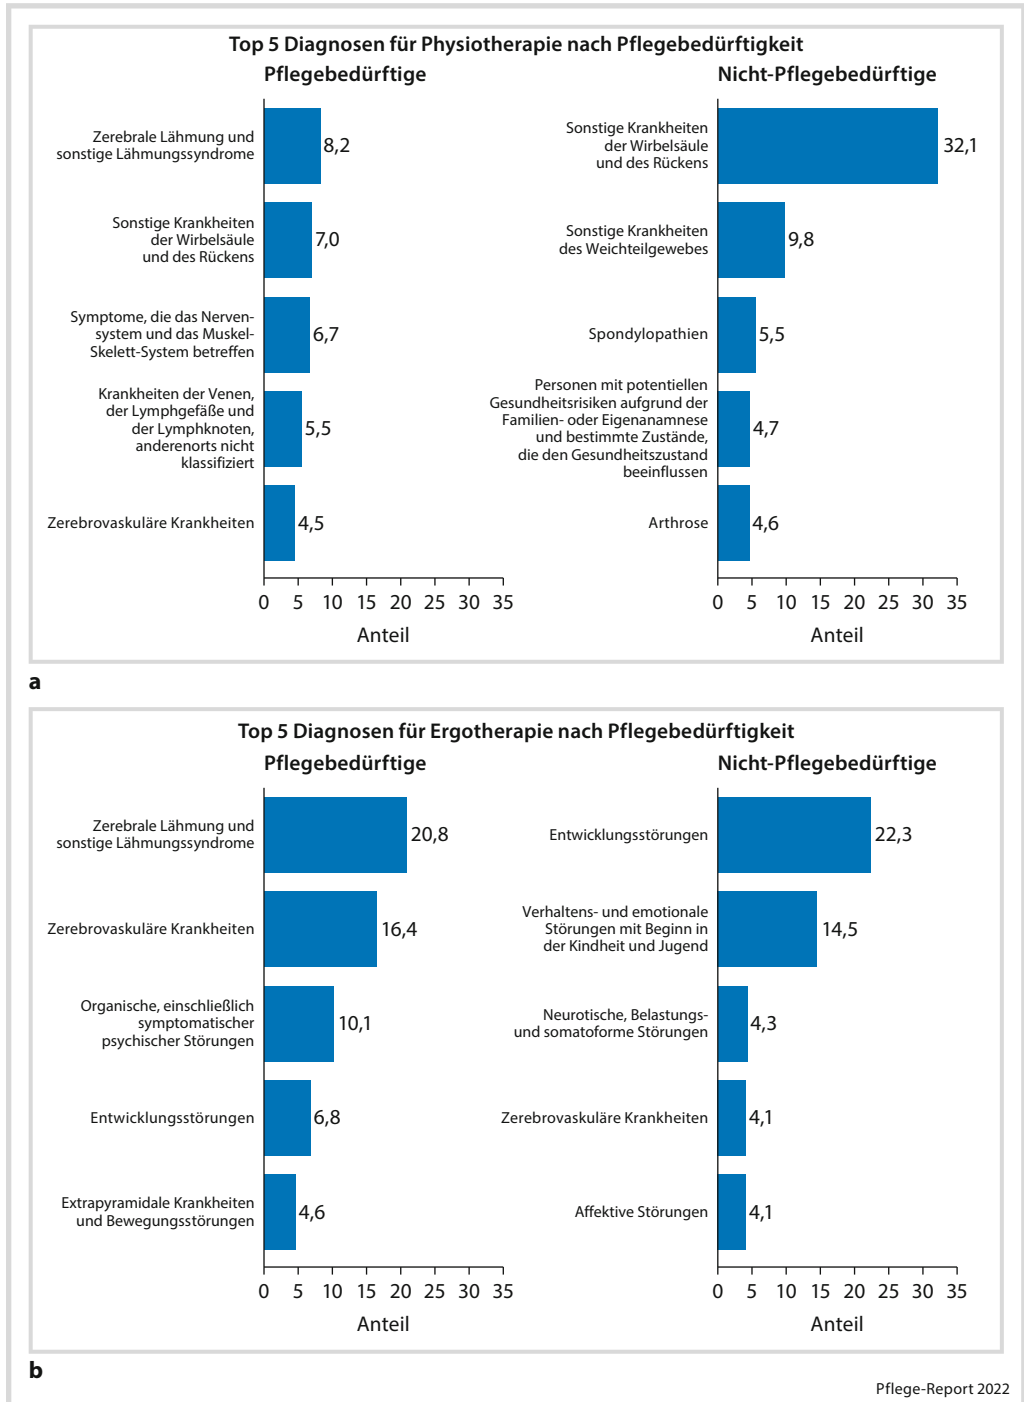 Top 5 Diagnosen für Physiotherapie nach Pflegebedürftigkeit
Pflegebedürftige
Zerebrale Lähmung und
sonstige Lähmungssyndrome
8,2
Sonstige Krankheiten
der Wirbelsäule
und des Rückens
7,0
Symptome, die das Nerven-
system und das Muskel-
Skelett-System betreffen
6,7
Krankheiten der Venen,
der Lymphgefäße und
der Lymphknoten,
anderenorts nicht
klassifiziert
5,5
Zerebrovaskuläre Krankheiten
4,5
0 5 10 15 20 25 30 35
Anteil
Nicht-Pflegebedürftige
Sonstige Krankheiten
der Wirbelsäule
und des Rückens
32,1
Sonstige Krankheiten
des Weichteilgewebes
9,8
Spondylopathien
5,5
Personen mit potentiellen
Gesundheitsrisiken aufgrund der
Familien- oder Eigenanamnese
und bestimmte Zustände,
die den Gesundheitszustand
beeinflussen
4,7
Arthrose
4,6
0 5 10 15 20 25 30 35
Anteil
a
Top 5 Diagnosen für Ergotherapie nach Pflegebedürftigkeit
Pflegebedürftige
Zerebrale Lähmung und
sonstige Lähmungssyndrome
20,8
Zerebrovaskuläre Krankheiten
16,4
Organische, einschließlich
symptomatischer
psychischer Störungen
10,1
Entwicklungsstörungen
6,8
Extrapyramidale Krankheiten
und Bewegungsstörungen
4,6
0 5 10 15 20 25 30 35
Anteil
Nicht-Pflegebedürftige
Entwicklungsstörungen
22,3
Verhaltens- und emotionale
Störungen mit Beginn in
der Kindheit und Jugend
14,5
Neurotische, Belastungs-
und somatoforme Störungen
4,3
Zerebrovaskuläre Krankheiten
4,1
Affektive Störungen
4,1
0 5 10 15 20 25 30 35
Anteil
b
Pflege-Report 2022